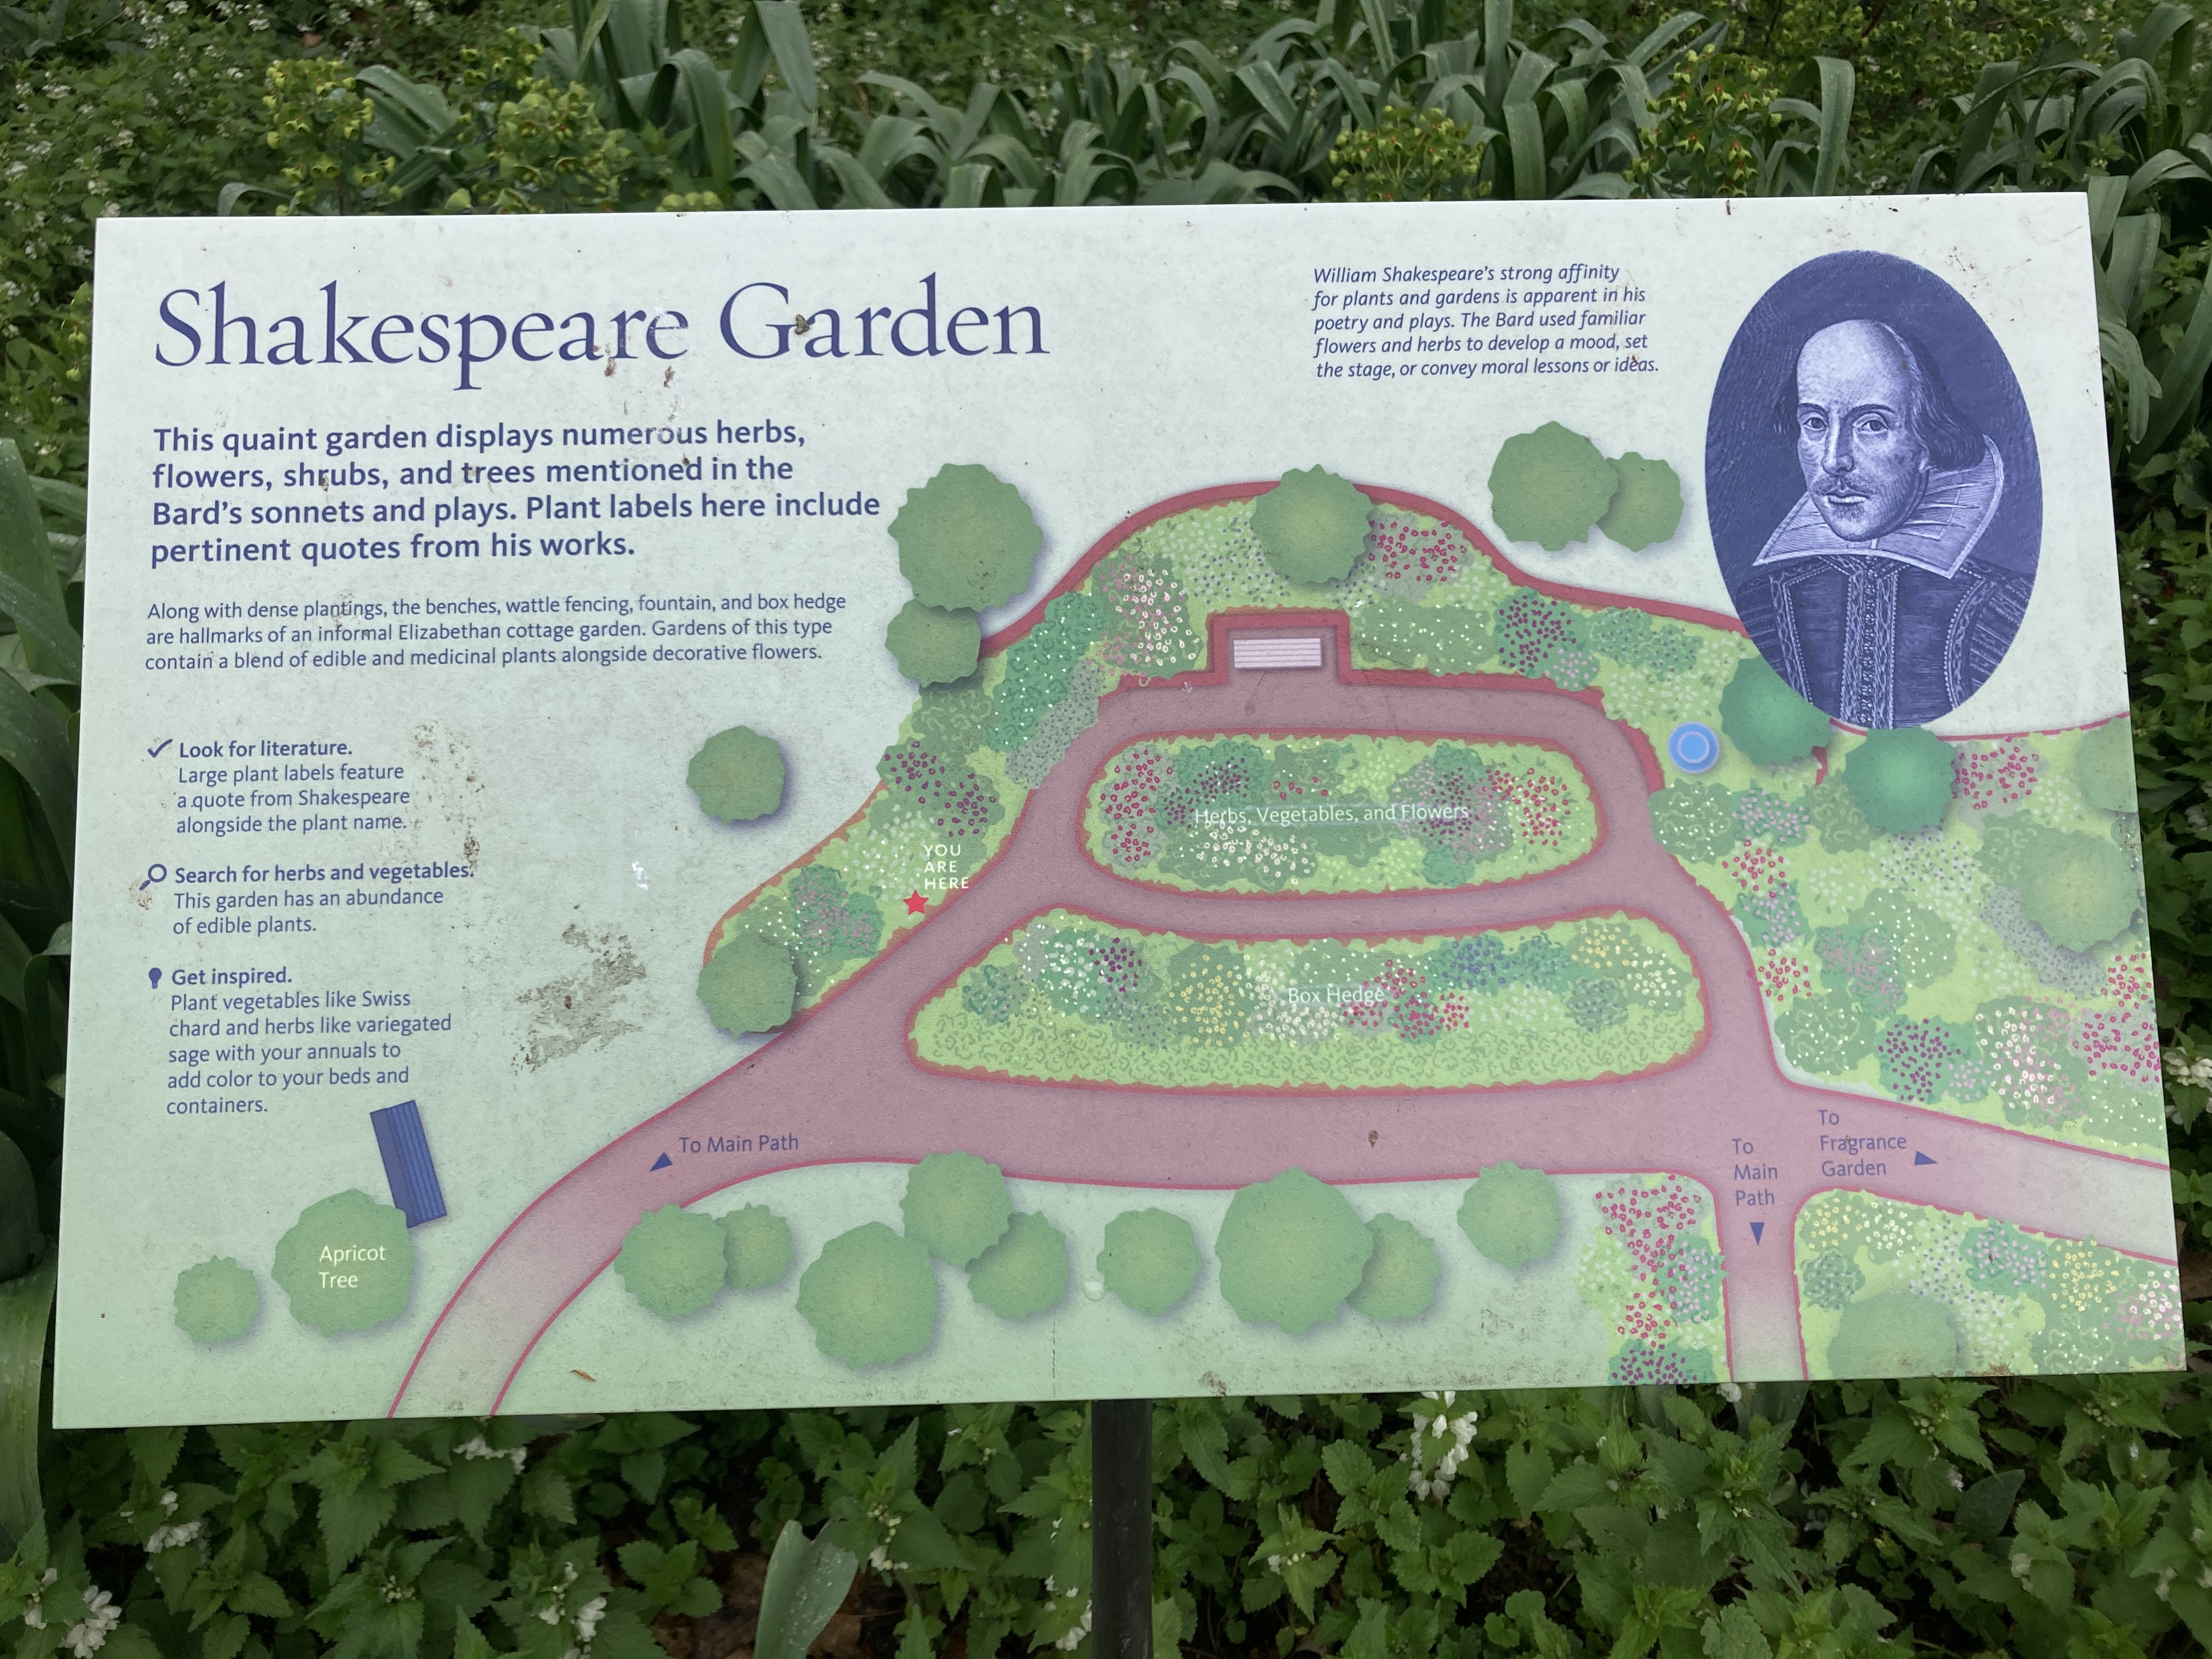 Shakespeare Garden
This quaint garden displays numerous herbs,
flowers, shrubs, and trees mentioned in the
Bard's sonnets and plays. Plant labels here include
pertinent quotes from his works.
Along with dense plantings, the benches, wattle fencing, fountain, and box hedge
are hallmarks of an informal Elizabethan cottage garden. Gardens of this type
contain a blend of edible and medicinal plants alongside decorative flowers.
Look for literature.
Large plant labels feature
a quote from Shakespeare
alongside the plant name.
Search for herbs and vegetables.
This garden has an abundance
of edible plants.
Get inspired.
Plant vegetables like Swiss
chard and herbs like variegated
sage with your annuals to
add color to your beds and
containers.
William Shakespeare's strong affinity
for plants and gardens is apparent in his
poetry and plays. The Bard used familiar
flowers and herbs to develop a mood, set
the stage, or convey moral lessons or ideas.
Herbs, Vegetables, and Flowers
YOU
ARE
HERE
Box Hedge
To Main Path
To
Main
Path
To
Fragrance
Garden
Apricot
Tree